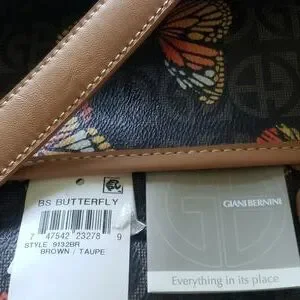 BS BUTTERFLY
7 47542 23278 9
STYLE 9132BR
BROWN / TAUPE
GIANI BERNINI
Everything in its place